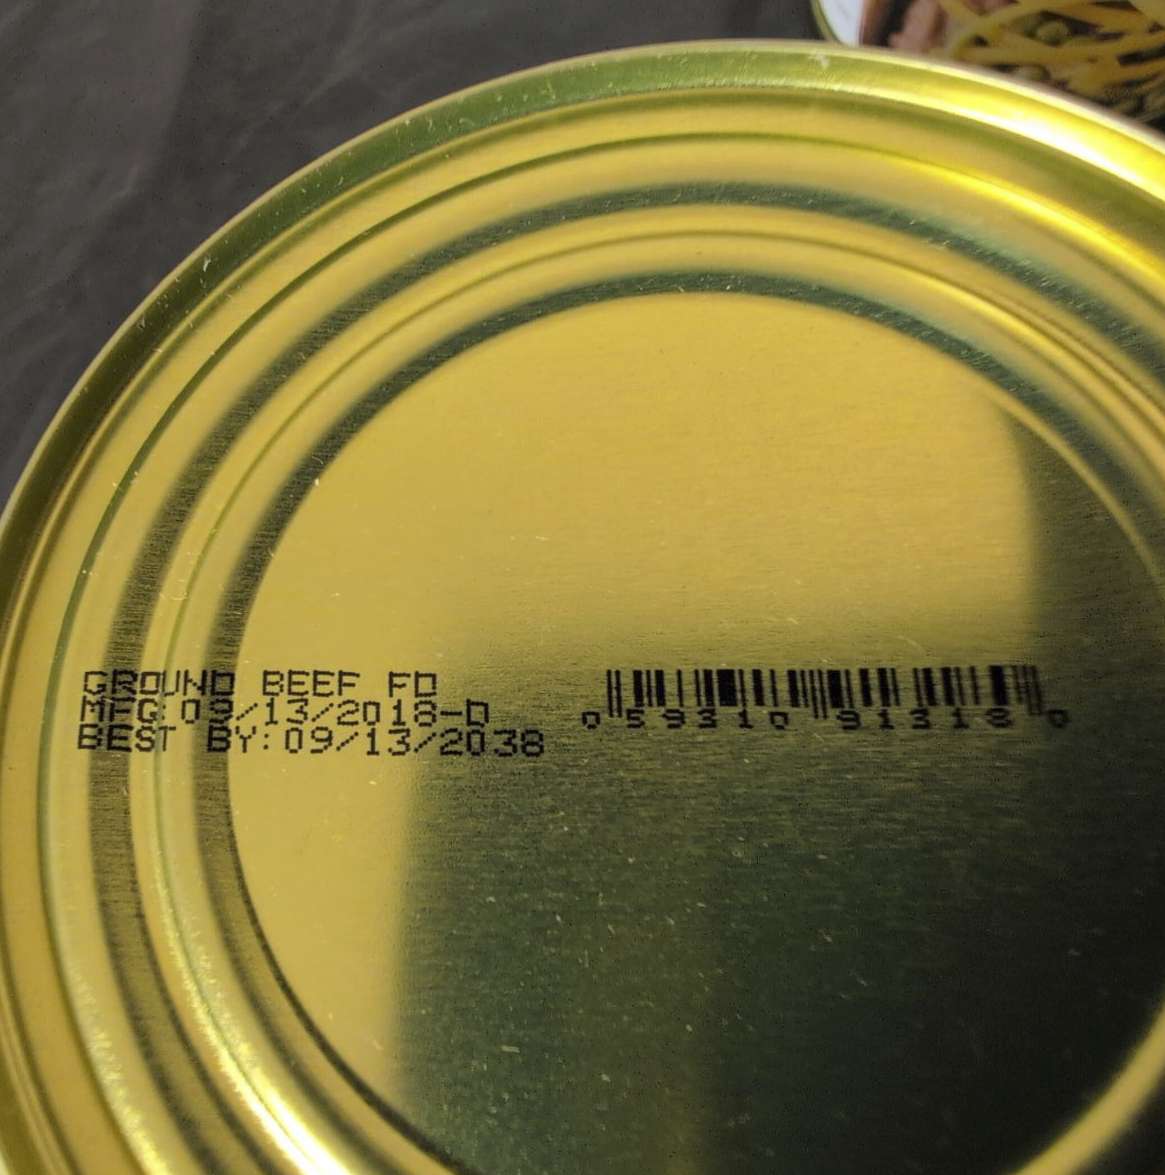 GROUND BEEF FD
MFG:09/13/2018-D
BEST BY:09/13/2038
0 59310 91318 0